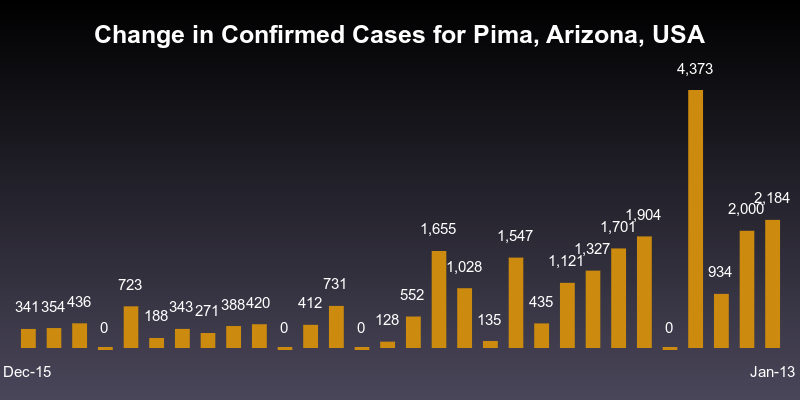 Change in Confirmed Cases for Pima, Arizona, USA
341 354 436 0 723 188 343 271 388 420 0 412 731 0 128 552 1,655 1,028 135 1,547 435 1,121 1,327 1,701 1,904 0 4,373 934 2,000 2,184
Dec-15 Jan-13